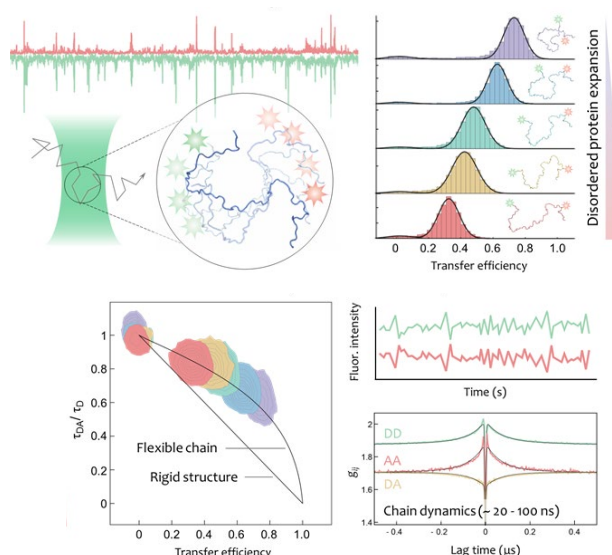 0 0.2 0.4 0.6 0.8 1.0
Transfer efficiency
Disordered protein expansion
1.0
0.8
0.6
0.4
0.2
0
τDA/ τD
Flexible chain
Rigid structure
0 0.2 0.4 0.6 0.8 1.0
Transfer efficiency
Fluor. intensity
Time (s)
2
1.8
1.6
gij
DD
AA
DA
Chain dynamics (~ 20 - 100 ns)
-0.4 -0.2 0 0.2 0.4
Lag time (μs)